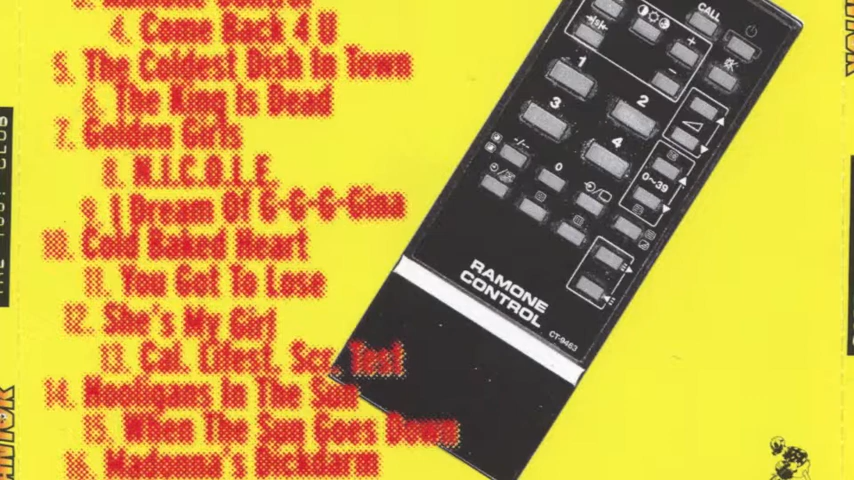 4. Come Back 4 U
5. The Coldest Dish In Town
6. The King Is Dead
7. Golden Girls
8. N.I.C.O.L.E.
9. I Dream Of G-G-G-Gina
10. Cold Baked Heart
11. You Got To Lose
12. She's My Girl
13. Cal.
Test
14. Hooligans In The Sun
15. When The Sun Goes Down
16. Madonna's Dickdarm
CALL
+
-
1
2
3
4
-/--
0
0~39
RAMONE
CONTROL
CT-9463